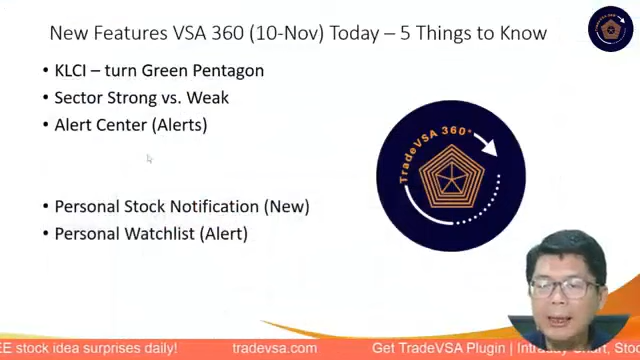 New Features VSA 360 (10-Nov) Today – 5 Things to Know
• KLCI – turn Green Pentagon
• Sector Strong vs. Weak
• Alert Center (Alerts)
• Personal Stock Notification (New)
• Personal Watchlist (Alert)
TradeVSA 360°
EE stock idea surprises daily!
tradevsa.com
Get TradeVSA Plugin | Intraday Chart, Stoc